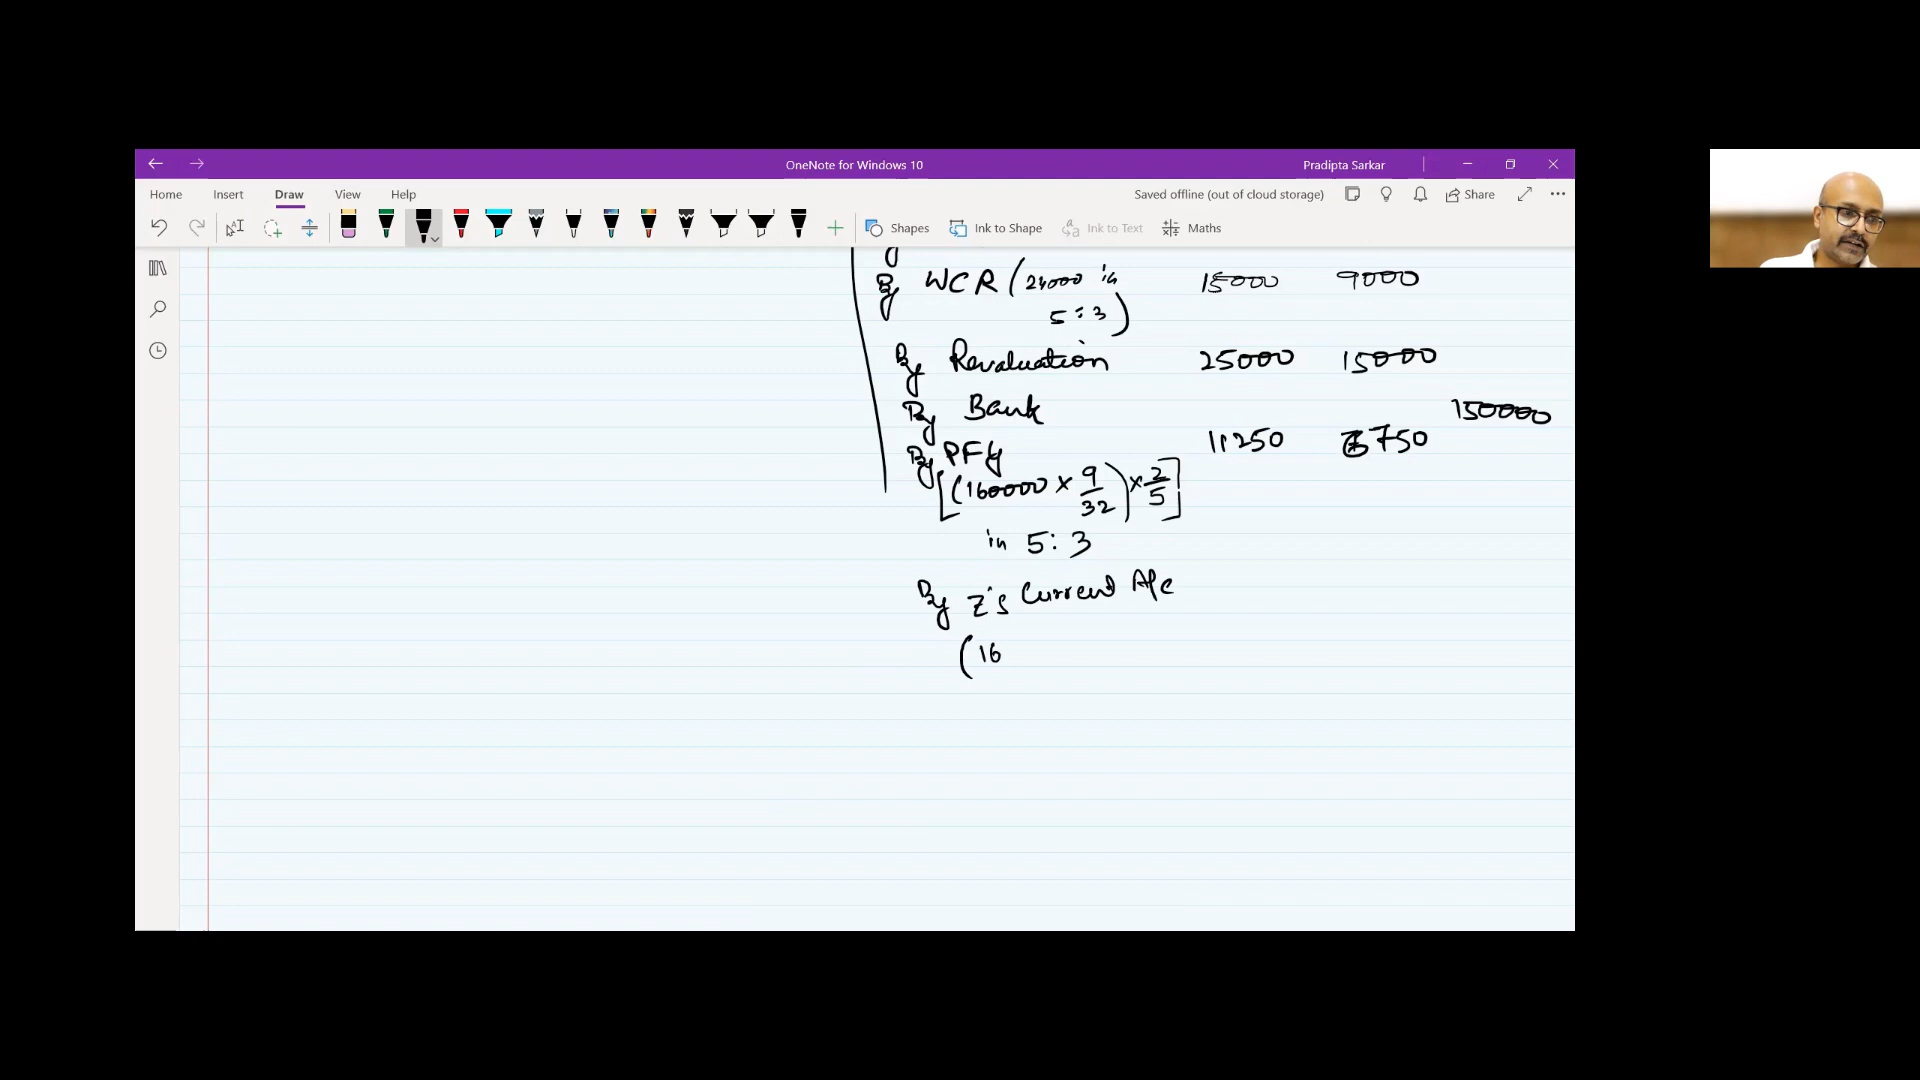 OneNote for Windows 10
Pradipta Sarkar
Home Insert Draw View Help
Saved offline (out of cloud storage)
Share
Shapes
Ink to Shape
Ink to Text
Maths
By WCR (24000 in 15000 9000
5:3)
By Revaluation 25000 15000
By Bank 150000
By PFG 11250 6750
[(160000 × 9/32) × 2/5]
in 5:3
By Z's Current A/c
(16